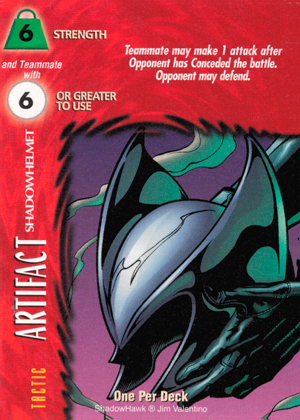 6 STRENGTH
and Teammate
with
6 OR GREATER
TO USE
Teammate may make 1 attack after
Opponent has Conceded the battle.
Opponent may defend.
TACTIC
ARTIFACT
SHADOWHELMET
One Per Deck
ShadowHawk ® Jim Valentino